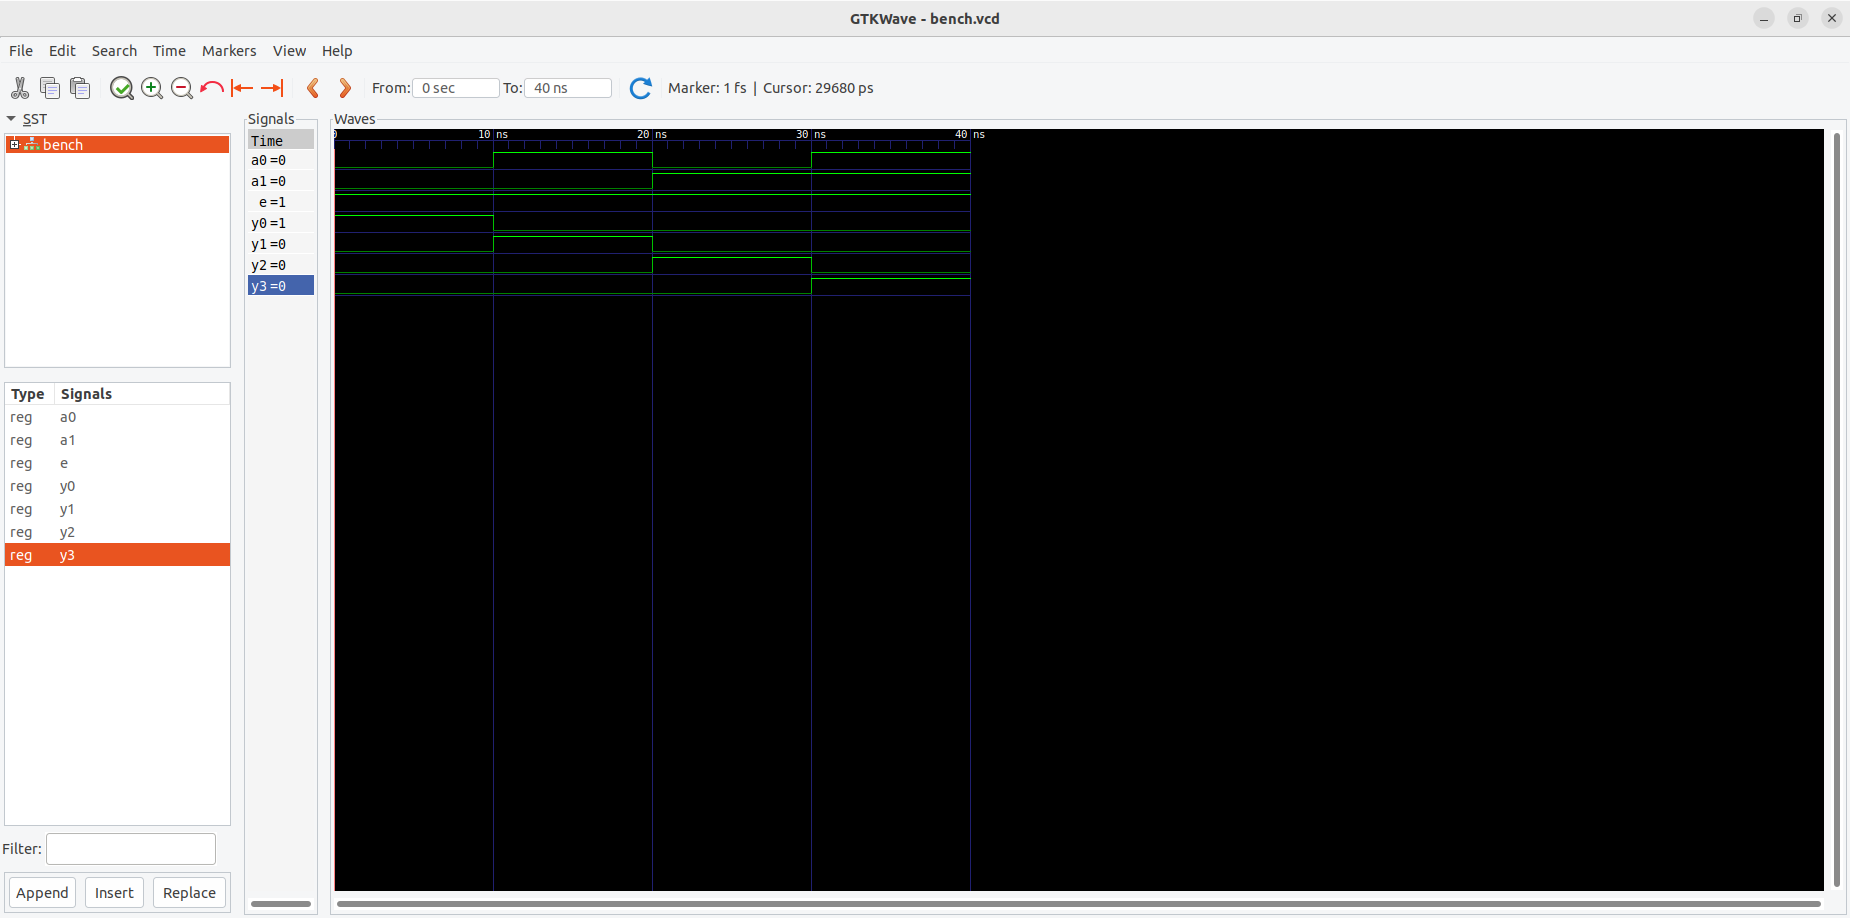 GTKWave - bench.vcd
File Edit Search Time Markers View Help
From: 0 sec To: 40 ns Marker: 1 fs | Cursor: 29680 ps
SST
bench
Type Signals
reg a0
reg a1
reg e
reg y0
reg y1
reg y2
reg y3
Filter:
Append Insert Replace
Signals
Time
a0=0
a1=0
e=1
y0=1
y1=0
y2=0
y3=0
Waves
0 10 ns 20 ns 30 ns 40 ns